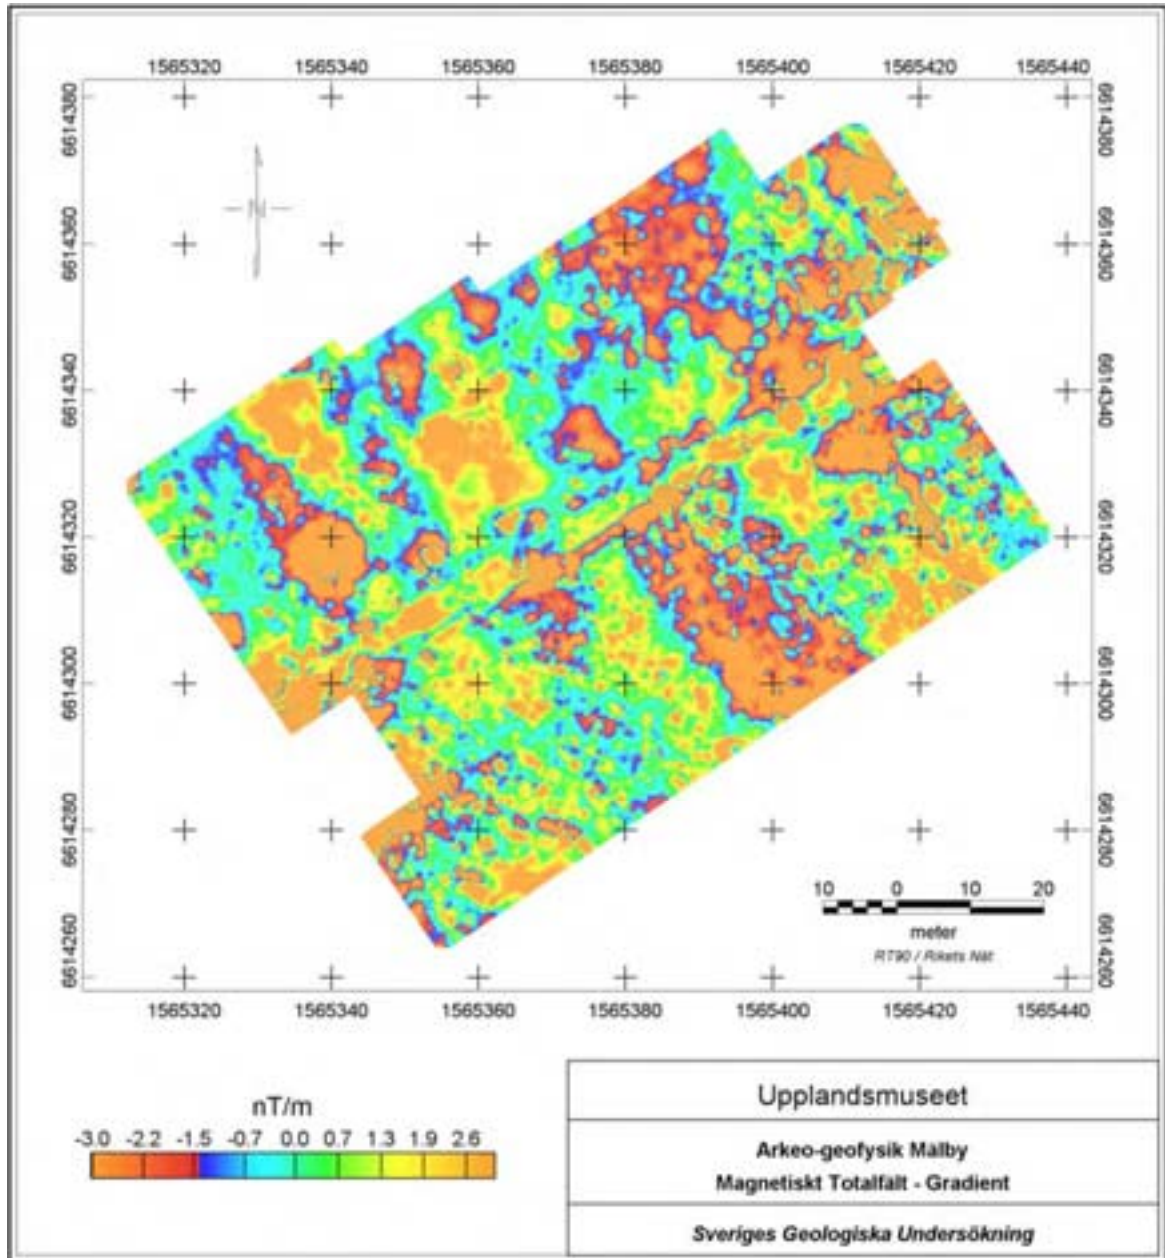 1565320 1565340 1565360 1565380 1565400 1565420 1565440
6614380 6614380
6614360 6614360
6614340 6614340
6614320 6614320
6614300 6614300
6614280 6614280
6614260 6614260
N
10 0 10 20
meter
RT90 / Rikets Nät
1565320 1565340 1565360 1565380 1565400 1565420 1565440
nT/m
-3.0 -2.2 -1.5 -0.7 0.0 0.7 1.3 1.9 2.6
Upplandsmuseet
Arkeo-geofysik Mälby
Magnetiskt Totalfält - Gradient
Sveriges Geologiska Undersökning